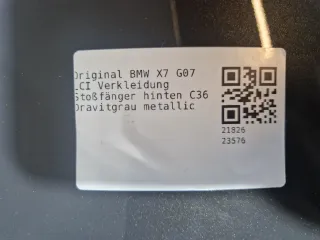 Original BMW X7 G07
LCI Verkleidung
Stoßfänger hinten C36
Dravitgrau metallic
21926
23576